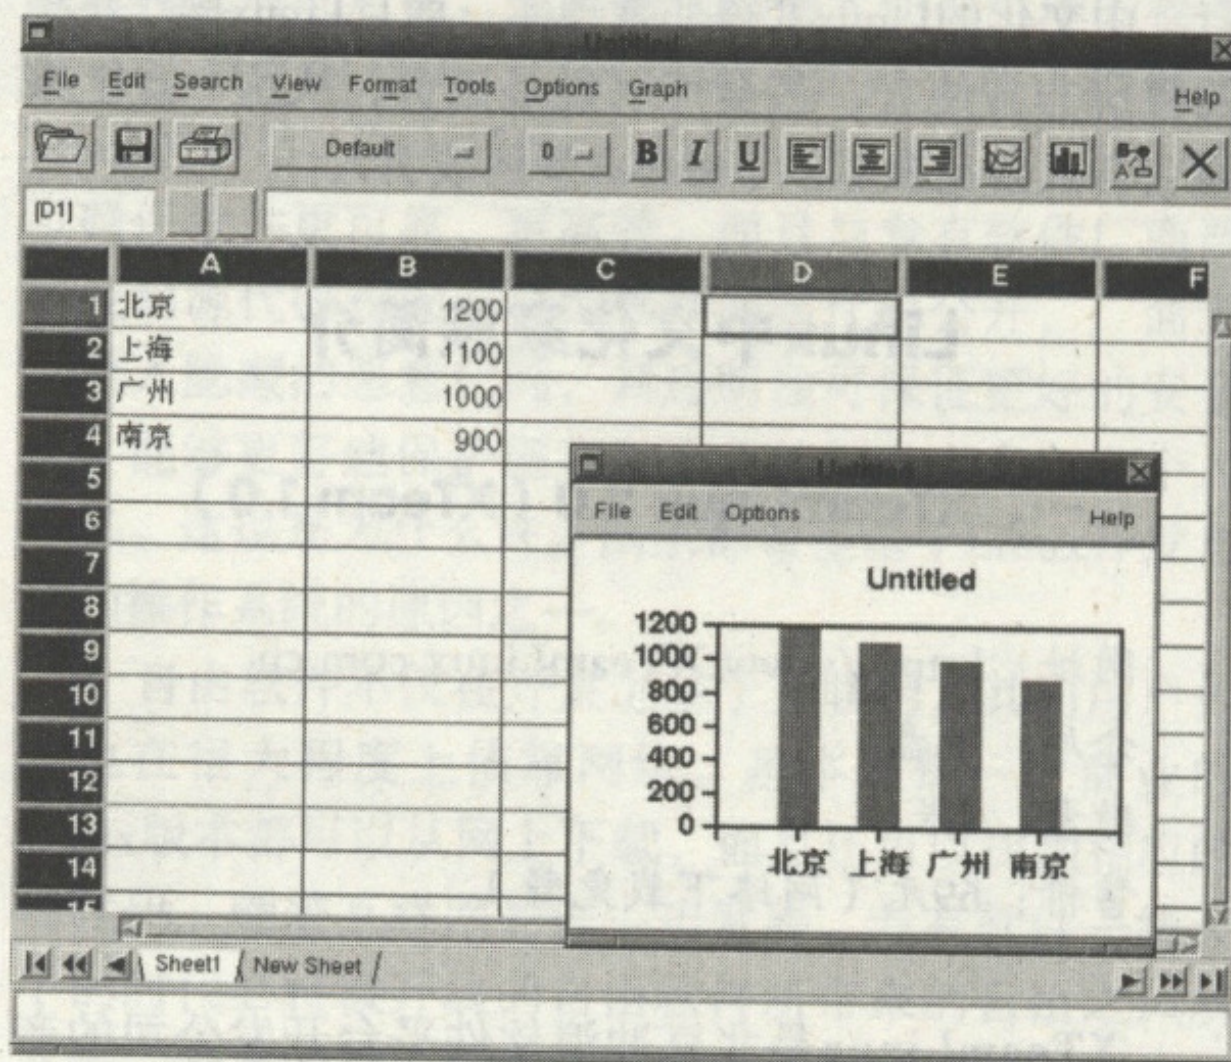 Untitled
File Edit Search View Format Tools Options Graph Help
Default 0 B I U
[D1]
A B C D E F
1 北京 1200
2 上海 1100
3 广州 1000
4 南京 900
5
6
7
8
9
10
11
12
13
14
15
Untitled
File Edit Options Help
Untitled
1200
1000
800
600
400
200
0
北京 上海 广州 南京
Sheet1 New Sheet